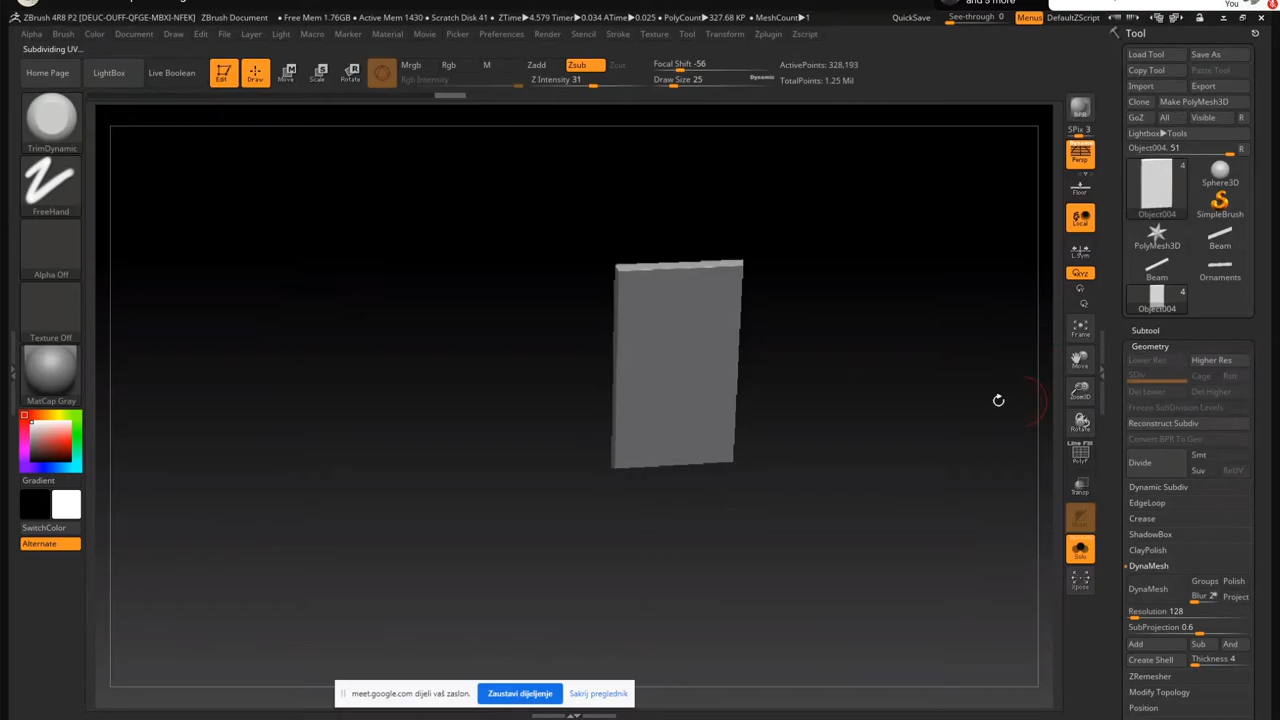 and 5 more
You
ZBrush 4R8 P2 [DEUC-OUFF-QFGE-MBXI-NFEK] ZBrush Document • Free Mem 1.76GB • Active Mem 1430 • Scratch Disk 41 • ZTime▶4.579 Timer▶0.034 ATime▶0.025 • PolyCount▶327.68 KP • MeshCount▶1 QuickSave See-through 0 Menus DefaultZScript
Alpha Brush Color Document Draw Edit File Layer Light Macro Marker Material Movie Picker Preferences Render Stencil Stroke Texture Tool Transform Zplugin Zscript
Subdividing UV...
Home Page LightBox Live Boolean Edit Draw Move Scale Rotate
Mrgb Rgb M
Rgb Intensity
Zadd Zsub Zcut
Z Intensity 31
Focal Shift -56
Draw Size 25 Dynamic
ActivePoints: 328,193
TotalPoints: 1.25 Mil
TrimDynamic
FreeHand
Alpha Off
Texture Off
MatCap Gray
Gradient
SwitchColor
Alternate
BPR
SPix 3
Dynamic
Persp
Floor
Local
L.Sym
XYZ
Frame
Move
Zoom3D
Rotate
Line Fill
PolyF
Transp
Solo
Xpose
Tool
Load Tool Save As
Copy Tool Paste Tool
Import Export
Clone Make PolyMesh3D
GoZ All Visible R
Lightbox▶Tools
Object004. 51 R
4
Object004
Sphere3D
SimpleBrush
PolyMesh3D Beam
Beam Ornaments
4
Object004
Subtool
Geometry
Lower Res Higher Res
SDiv Cage Rstr
Del Lower Del Higher
Freeze SubDivision Levels
Reconstruct Subdiv
Convert BPR To Geo
Divide Smt
Suv ReUV
Dynamic Subdiv
EdgeLoop
Crease
ShadowBox
ClayPolish
DynaMesh
DynaMesh Groups Polish
Blur 2 Project
Resolution 128
SubProjection 0.6
Add Sub And
Create Shell Thickness 4
ZRemesher
Modify Topology
Position
meet.google.com dijeli vaš zaslon. Zaustavi dijeljenje Sakrij preglednik